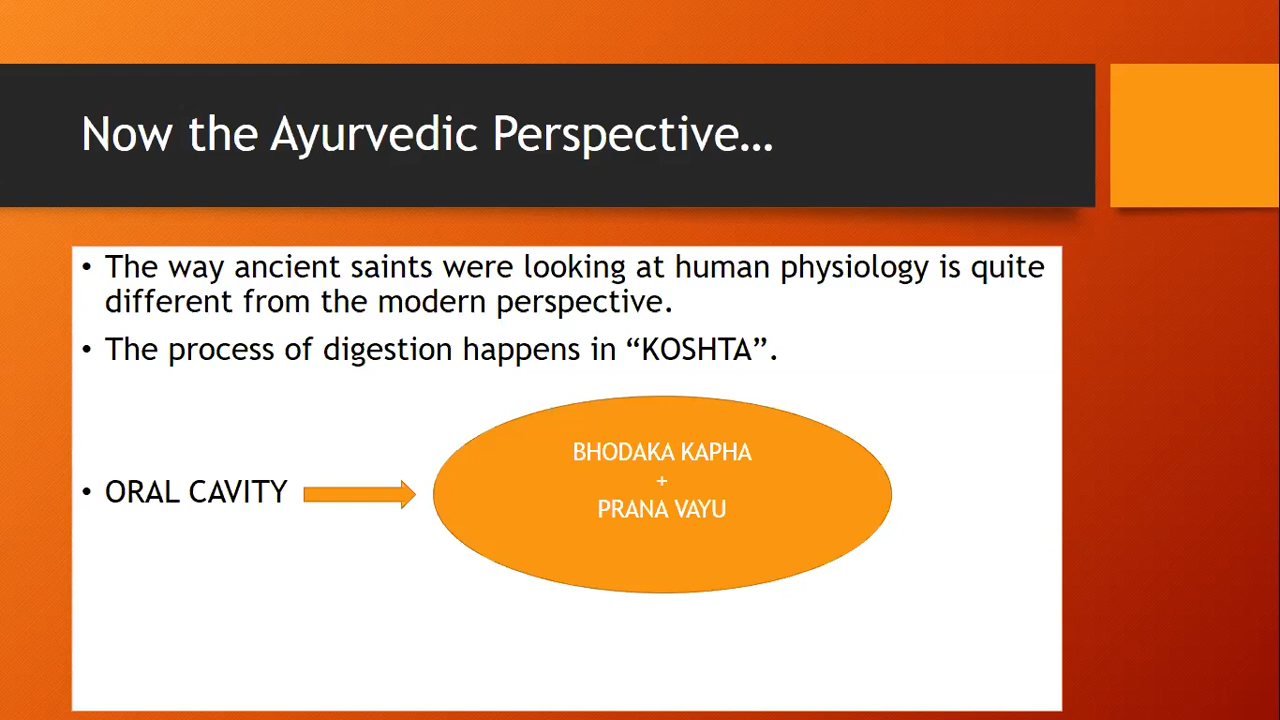 Now the Ayurvedic Perspective…
• The way ancient saints were looking at human physiology is quite
different from the modern perspective.
• The process of digestion happens in “KOSHTA”.
• ORAL CAVITY
BHODAKA KAPHA
+
PRANA VAYU